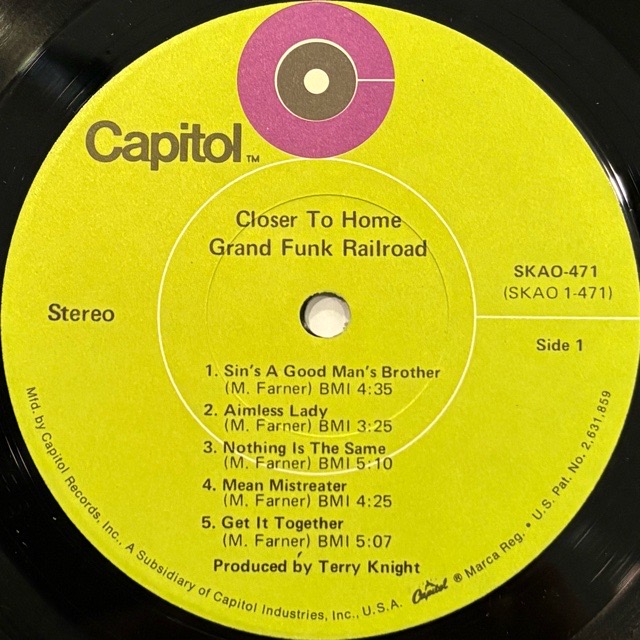 Capitol™
Closer To Home
Grand Funk Railroad
Stereo
SKAO-471
(SKAO 1-471)
Side 1
1. Sin's A Good Man's Brother
(M. Farner) BMI 4:35
2. Aimless Lady
(M. Farner) BMI 3:25
3. Nothing Is The Same
(M. Farner) BMI 5:10
4. Mean Mistreater
(M. Farner) BMI 4:25
5. Get It Together
(M. Farner) BMI 5:07
Produced by Terry Knight
Mfd. by Capitol Records, Inc., A Subsidiary of Capitol Industries, Inc., U.S.A. Capitol ® Marca Reg. • U.S. Pat. No. 2,631,859